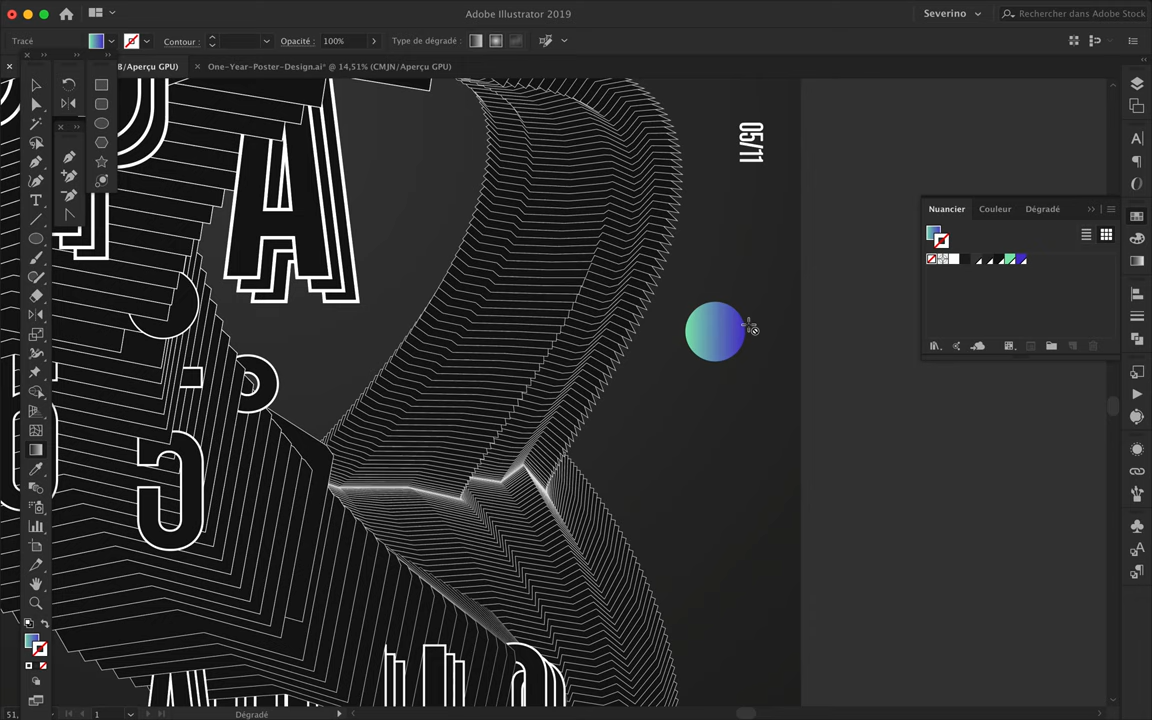 Adobe Illustrator 2019
Severino
Rechercher dans Adobe Stock
Tracé
Contour :
Opacité : 100%
Type de dégradé :
B/Aperçu GPU)
One-Year-Poster-Design.ai* @ 14,51% (CMJN/Aperçu GPU)
05/11
A
Nuancier
Couleur
Dégradé
51,
1
Dégradé